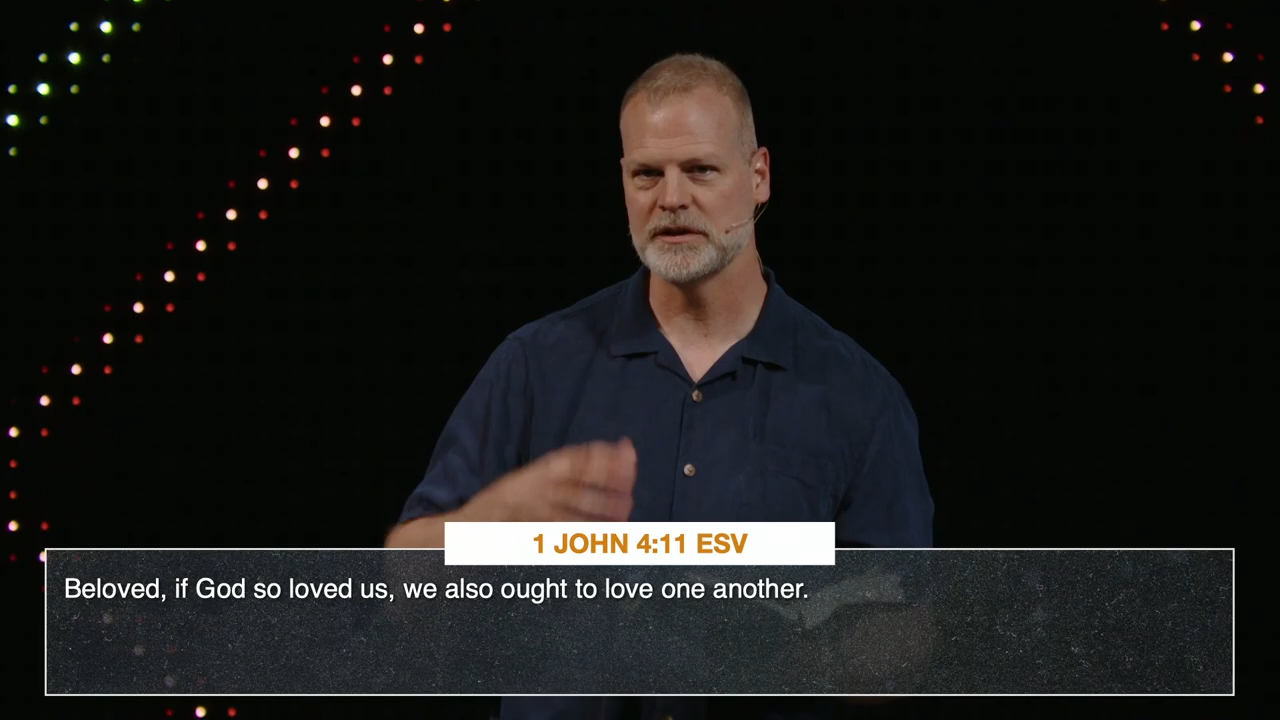 1 JOHN 4:11 ESV
Beloved, if God so loved us, we also ought to love one another.